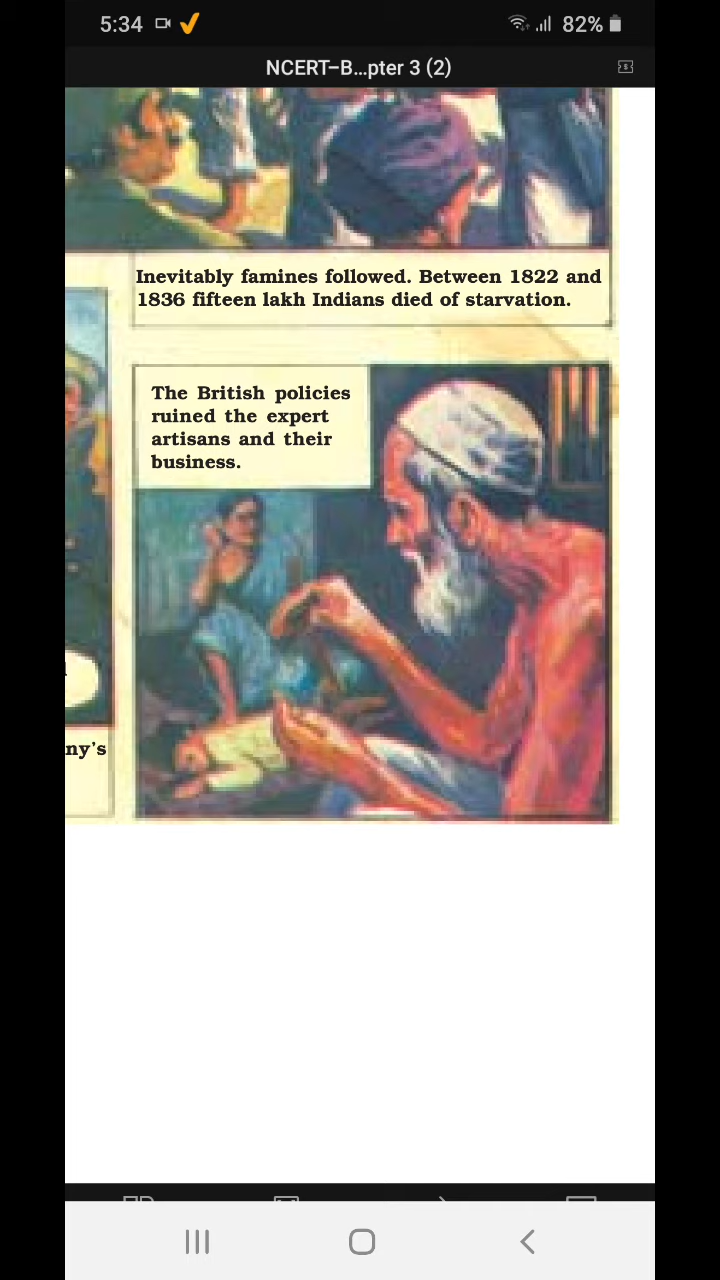 5:34
82%
NCERT–B...pter 3 (2)
Inevitably famines followed. Between 1822 and
1836 fifteen lakh Indians died of starvation.
The British policies
ruined the expert
artisans and their
business.
ny's